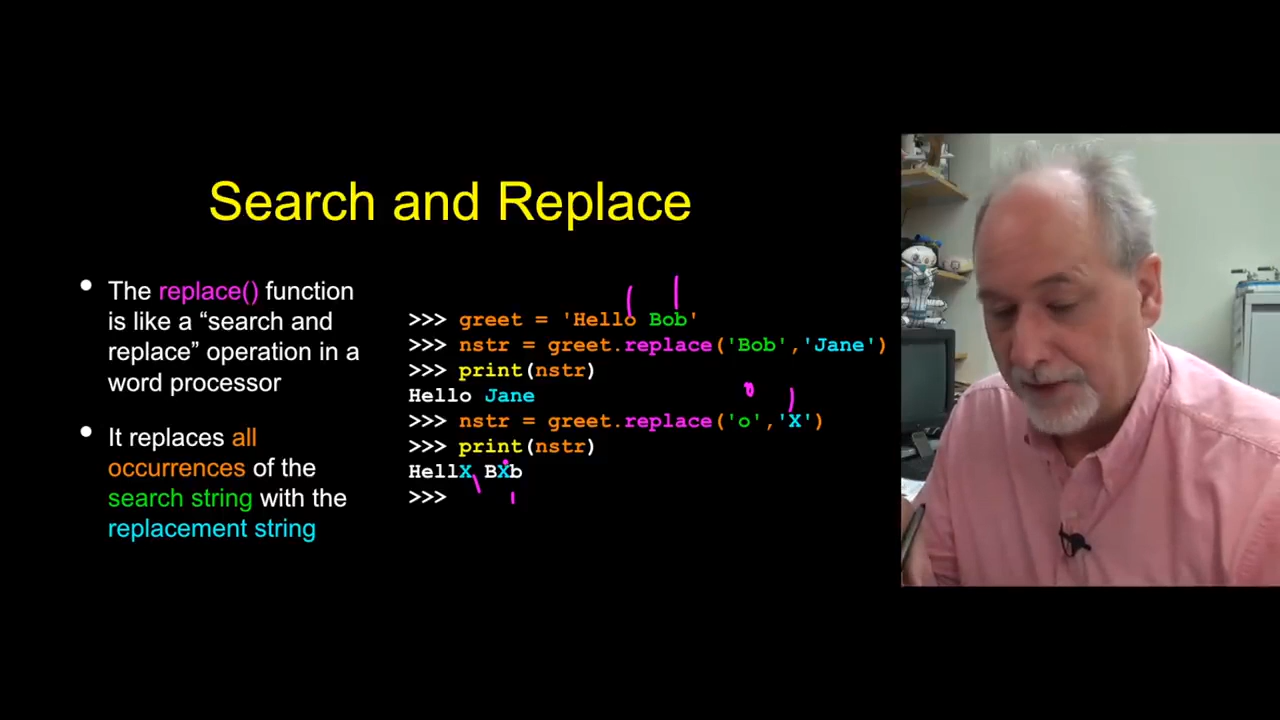 Search and Replace
• The replace() function
is like a “search and
replace” operation in a
word processor
• It replaces all
occurrences of the
search string with the
replacement string
>>> greet = 'Hello Bob'
>>> nstr = greet.replace('Bob','Jane')
>>> print(nstr)
Hello Jane
>>> nstr = greet.replace('o','X')
>>> print(nstr)
HellX BXb
>>>